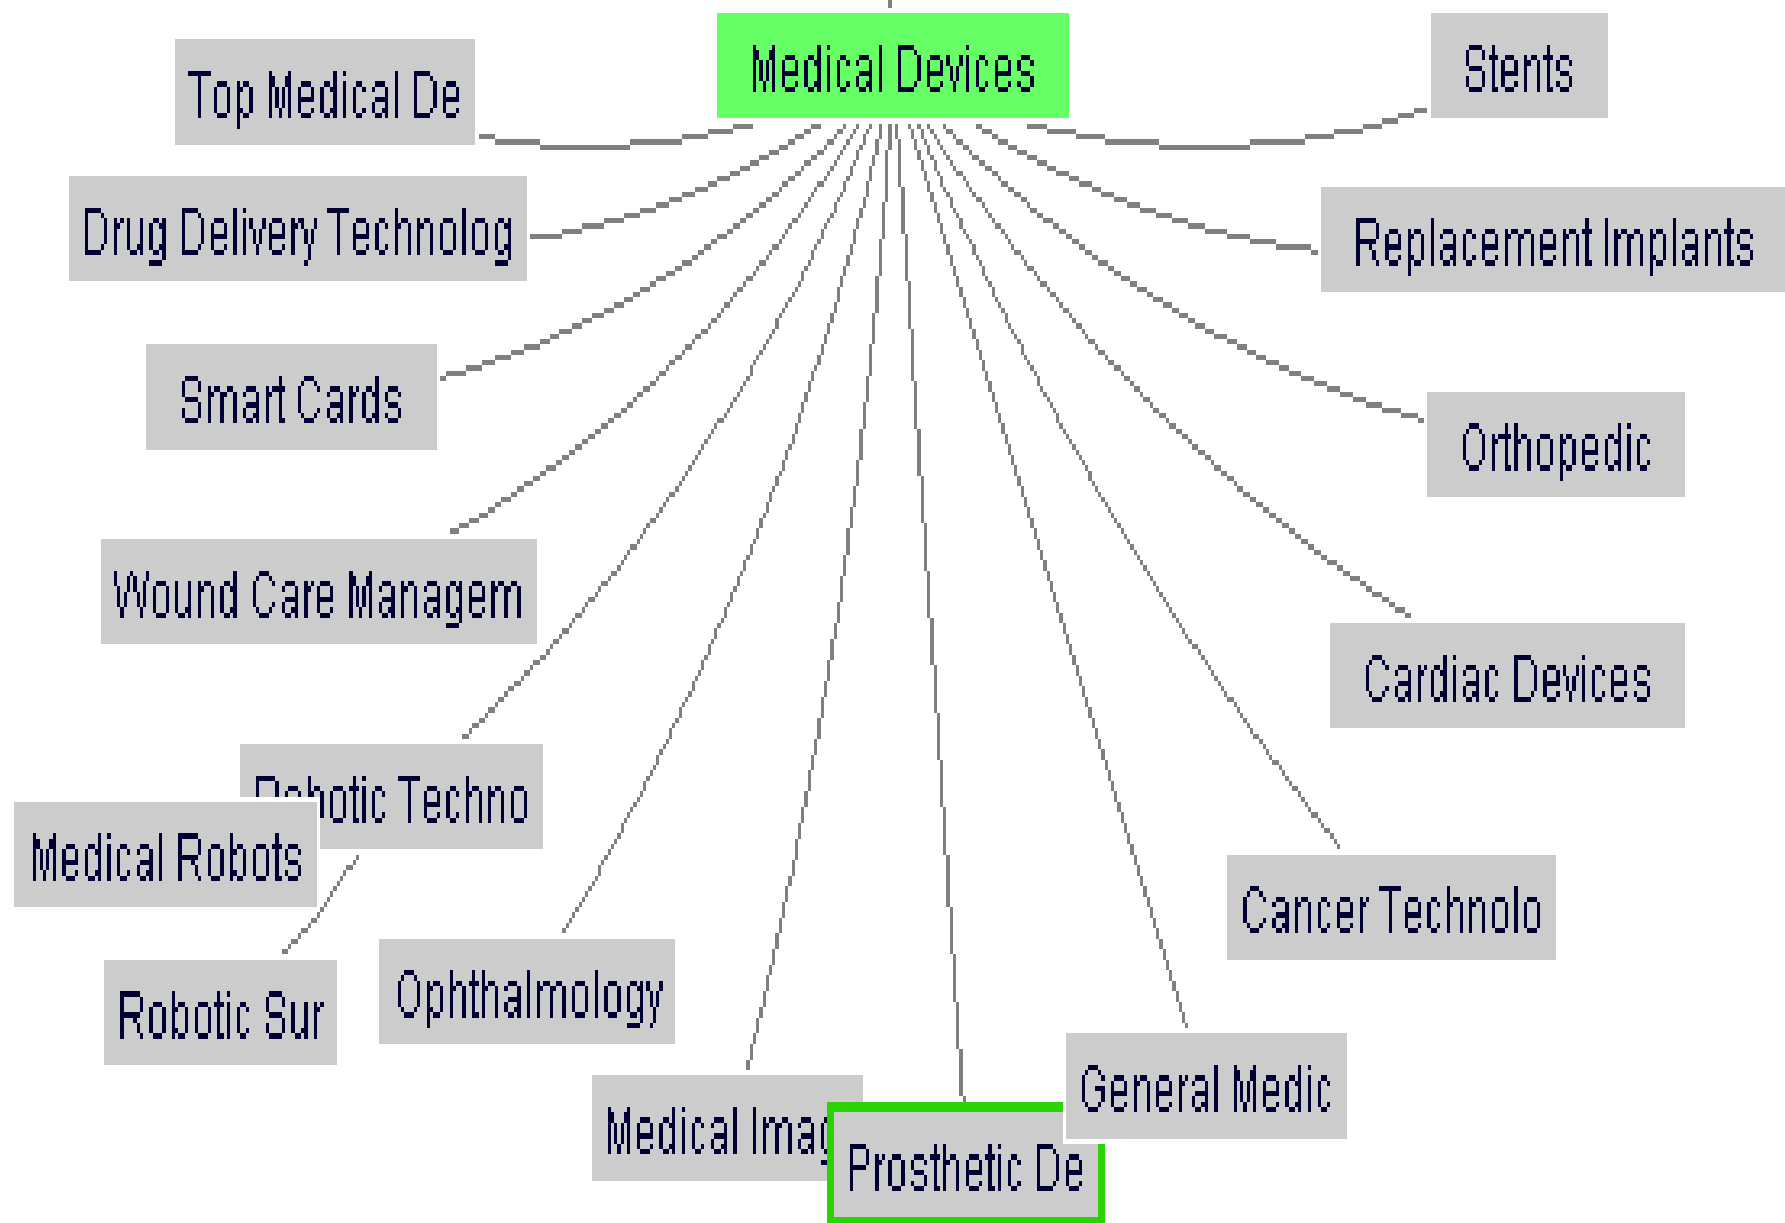 Medical Devices
Stents
Top Medical De
Drug Delivery Technolog
Replacement Implants
Smart Cards
Orthopedic
Wound Care Managem
Cardiac Devices
Robotic Techno
Medical Robots
Cancer Technolo
Ophthalmology
Robotic Sur
General Medic
Medical Imag
Prosthetic De